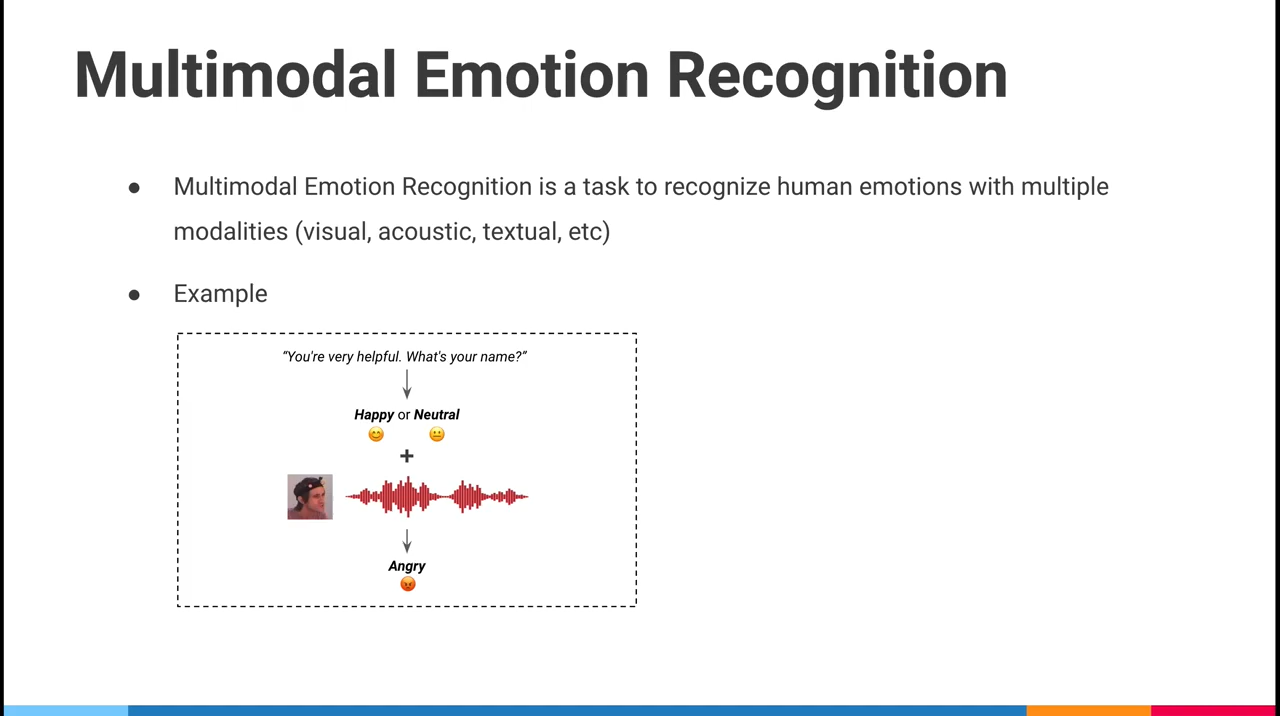 Multimodal Emotion Recognition
● Multimodal Emotion Recognition is a task to recognize human emotions with multiple
modalities (visual, acoustic, textual, etc)
● Example
“You're very helpful. What's your name?”
Happy or Neutral
+
Angry